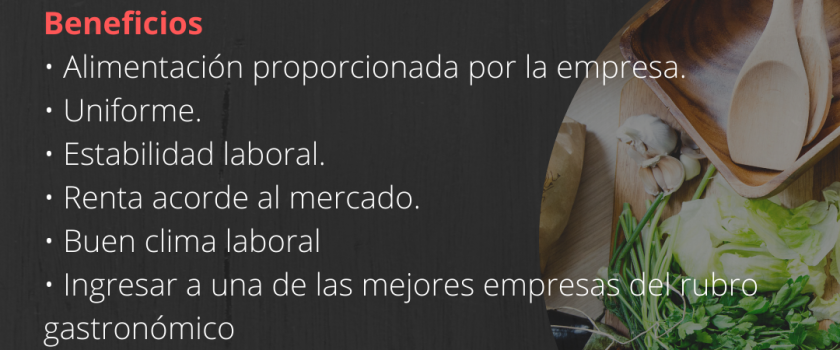 Beneficios
• Alimentación proporcionada por la empresa.
• Uniforme.
• Estabilidad laboral.
• Renta acorde al mercado.
• Buen clima laboral
• Ingresar a una de las mejores empresas del rubro
gastronómico